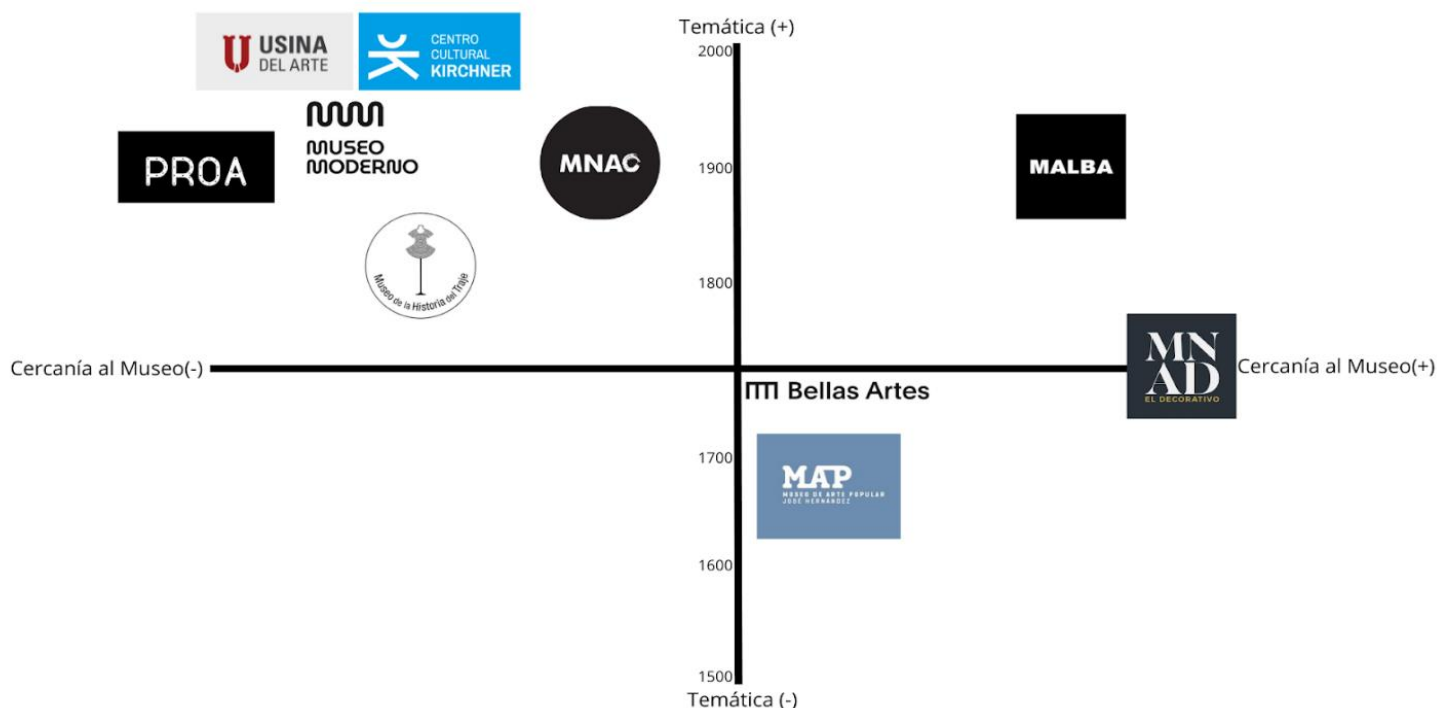 Temática (+)
2000
USINA
DEL ARTE
CENTRO
CULTURAL
KIRCHNER
MUSEO
MODERNO
PROA
MNAC
MALBA
1900
Museo de la Historia del Traje
1800
Cercanía al Museo(-)
MN
AD
EL DECORATIVO
Cercanía al Museo(+)
Bellas Artes
1700
MAP
MUSEO DE ARTE POPULAR
JOSÉ HERNÁNDEZ
1600
1500
Temática (-)